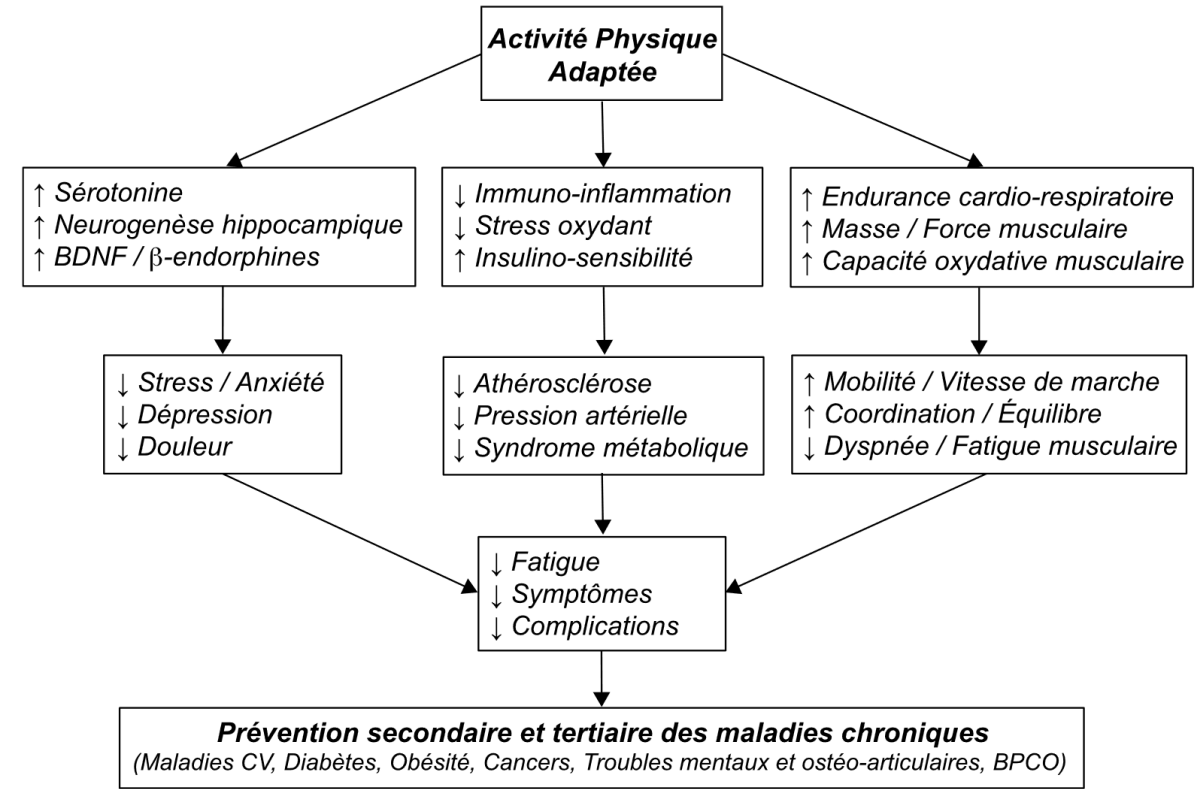 Activité Physique
Adaptée
↑ Sérotonine
↑ Neurogenèse hippocampique
↑ BDNF / β-endorphines
↓ Immuno-inflammation
↓ Stress oxydant
↑ Insulino-sensibilité
↑ Endurance cardio-respiratoire
↑ Masse / Force musculaire
↑ Capacité oxydative musculaire
↓ Stress / Anxiété
↓ Dépression
↓ Douleur
↓ Athérosclérose
↓ Pression artérielle
↓ Syndrome métabolique
↑ Mobilité / Vitesse de marche
↑ Coordination / Équilibre
↓ Dyspnée / Fatigue musculaire
↓ Fatigue
↓ Symptômes
↓ Complications
Prévention secondaire et tertiaire des maladies chroniques
(Maladies CV, Diabètes, Obésité, Cancers, Troubles mentaux et ostéo-articulaires, BPCO)